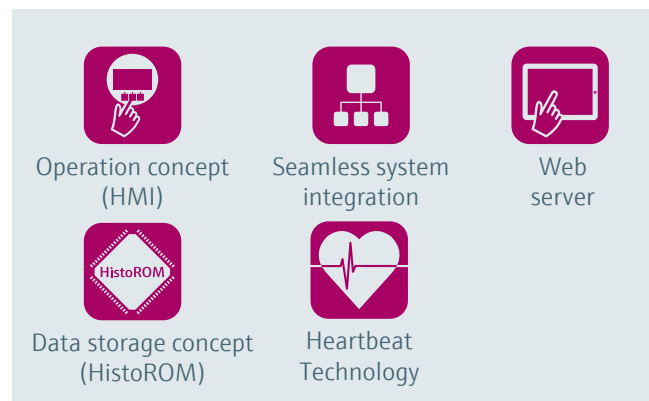 Operation concept
(HMI)
Seamless system
integration
Web
server
HistoROM
Data storage concept
(HistoROM)
Heartbeat
Technology